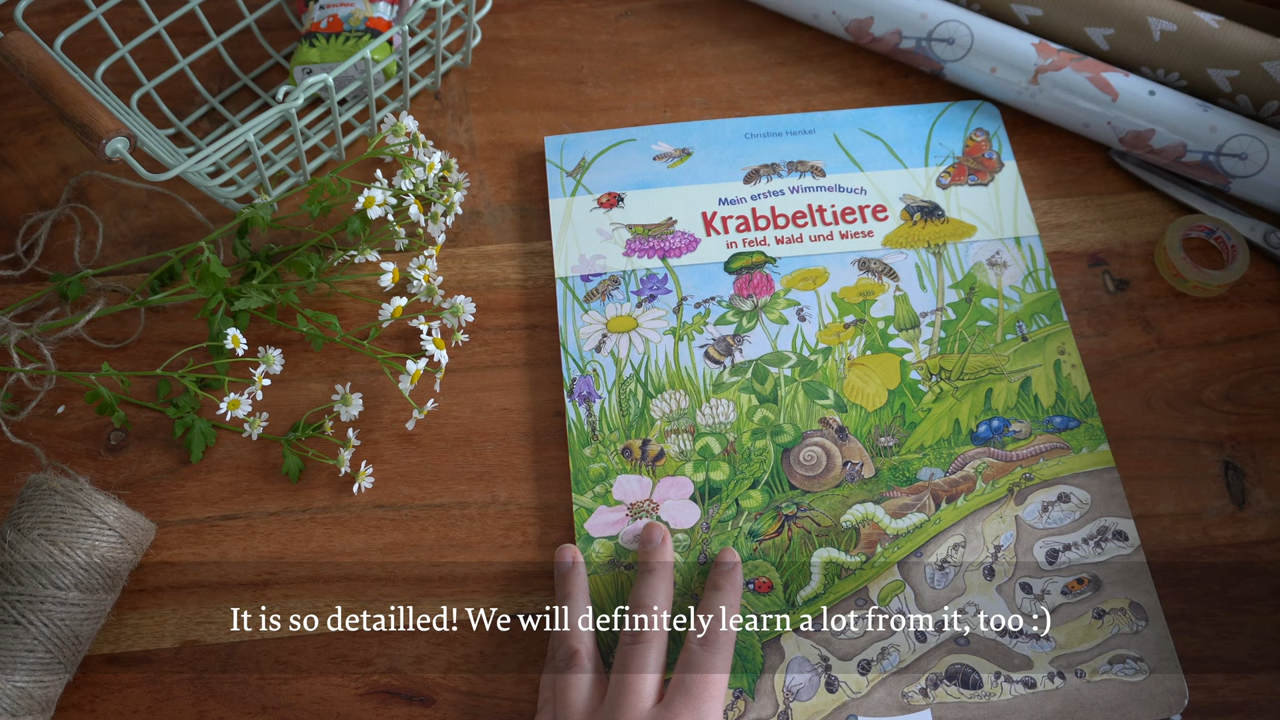 Kinder
Christine Henkel
Mein erstes Wimmelbuch
Krabbeltiere
in Feld, Wald und Wiese
It is so detailled! We will definitely learn a lot from it, too :)